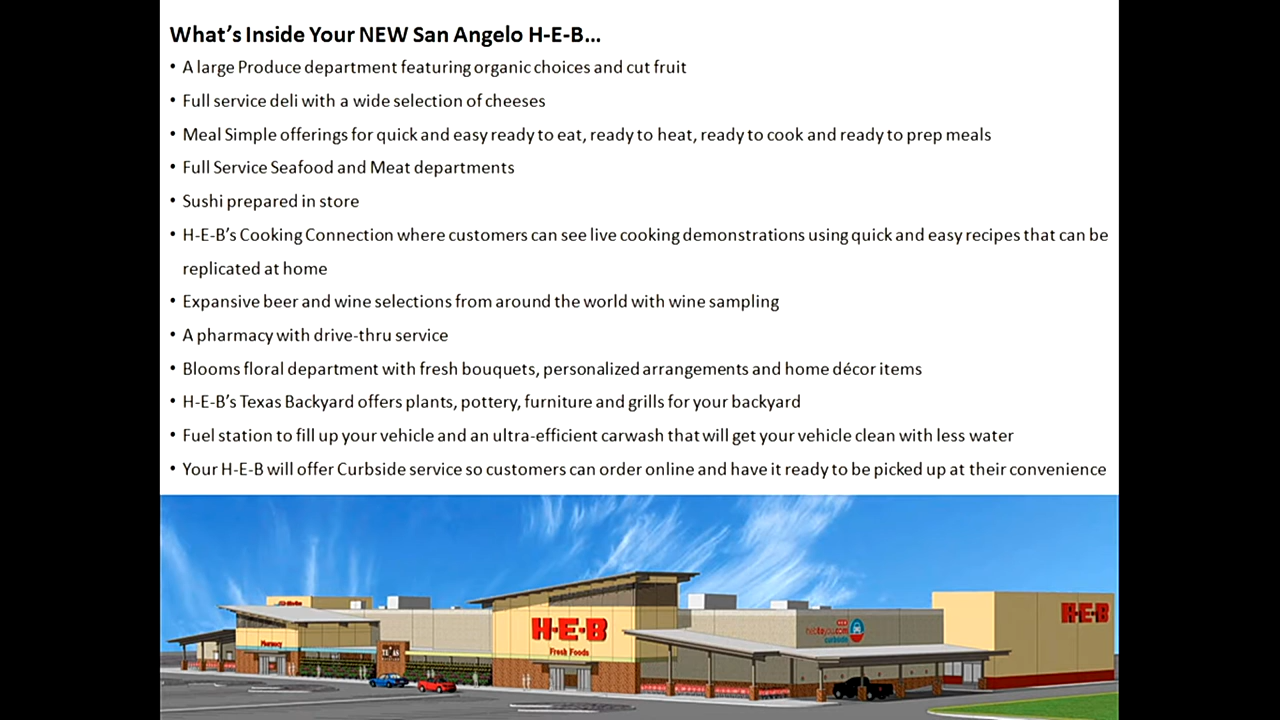 What's Inside Your NEW San Angelo H-E-B...
• A large Produce department featuring organic choices and cut fruit
• Full service deli with a wide selection of cheeses
• Meal Simple offerings for quick and easy ready to eat, ready to heat, ready to cook and ready to prep meals
• Full Service Seafood and Meat departments
• Sushi prepared in store
• H-E-B's Cooking Connection where customers can see live cooking demonstrations using quick and easy recipes that can be
replicated at home
• Expansive beer and wine selections from around the world with wine sampling
• A pharmacy with drive-thru service
• Blooms floral department with fresh bouquets, personalized arrangements and home décor items
• H-E-B's Texas Backyard offers plants, pottery, furniture and grills for your backyard
• Fuel station to fill up your vehicle and an ultra-efficient carwash that will get your vehicle clean with less water
• Your H-E-B will offer Curbside service so customers can order online and have it ready to be picked up at their convenience
H-E-B
Fresh Foods
Pharmacy
curbside
H-E-B